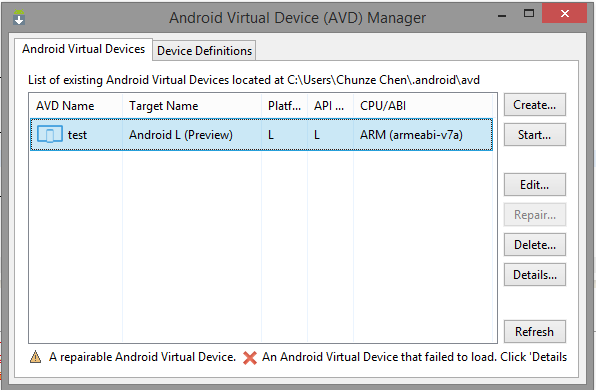 Android Virtual Device (AVD) Manager
Android Virtual Devices Device Definitions
List of existing Android Virtual Devices located at C:\Users\Chunze Chen\.android\avd
AVD Name Target Name Platf... API ... CPU/ABI
test Android L (Preview) L L ARM (armeabi-v7a)
Create...
Start...
Edit...
Repair...
Delete...
Details...
Refresh
A repairable Android Virtual Device. An Android Virtual Device that failed to load. Click 'Details